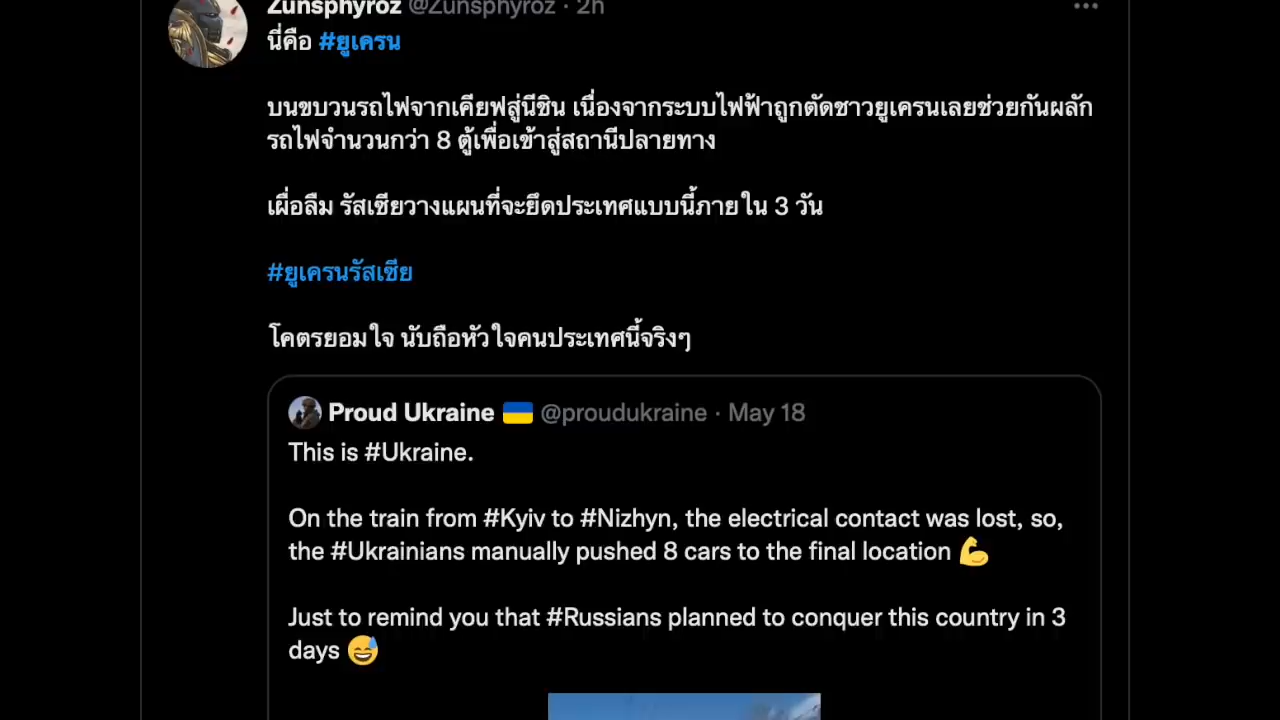 Zunsphyroz @Zunsphyroz · 2h
นี่คือ #ยูเครน
บนขบวนรถไฟจากเคียฟสู่นีชิน เนื่องจากระบบไฟฟ้าถูกตัดชาวยูเครนเลยช่วยกันผลัก
รถไฟจำนวนกว่า 8 ตู้เพื่อเข้าสู่สถานีปลายทาง
เผื่อลืม รัสเซียวางแผนที่จะยึดประเทศแบบนี้ภายใน 3 วัน
#ยูเครนรัสเซีย
โคตรยอมใจ นับถือหัวใจคนประเทศนี้จริงๆ
Proud Ukraine 🇺🇦 @proudukraine · May 18
This is #Ukraine.
On the train from #Kyiv to #Nizhyn, the electrical contact was lost, so,
the #Ukrainians manually pushed 8 cars to the final location 💪
Just to remind you that #Russians planned to conquer this country in 3
days 😅